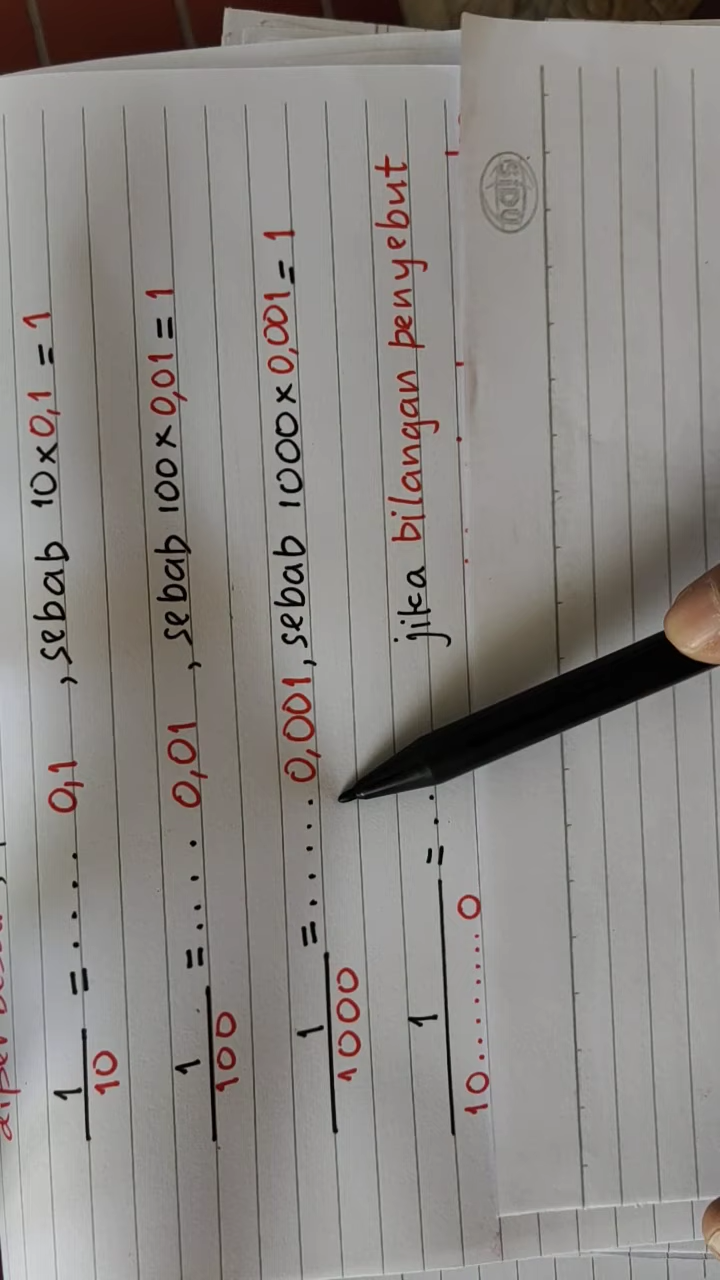 1/10 = ..... 0,1 , sebab 10 × 0,1 = 1
1/100 = .... 0,01 , sebab 100 × 0,01 = 1
1/1000 = ...... 0,001, sebab 1000 × 0,001 = 1
1/10.........0 = .. jika bilangan penyebut
SiDU